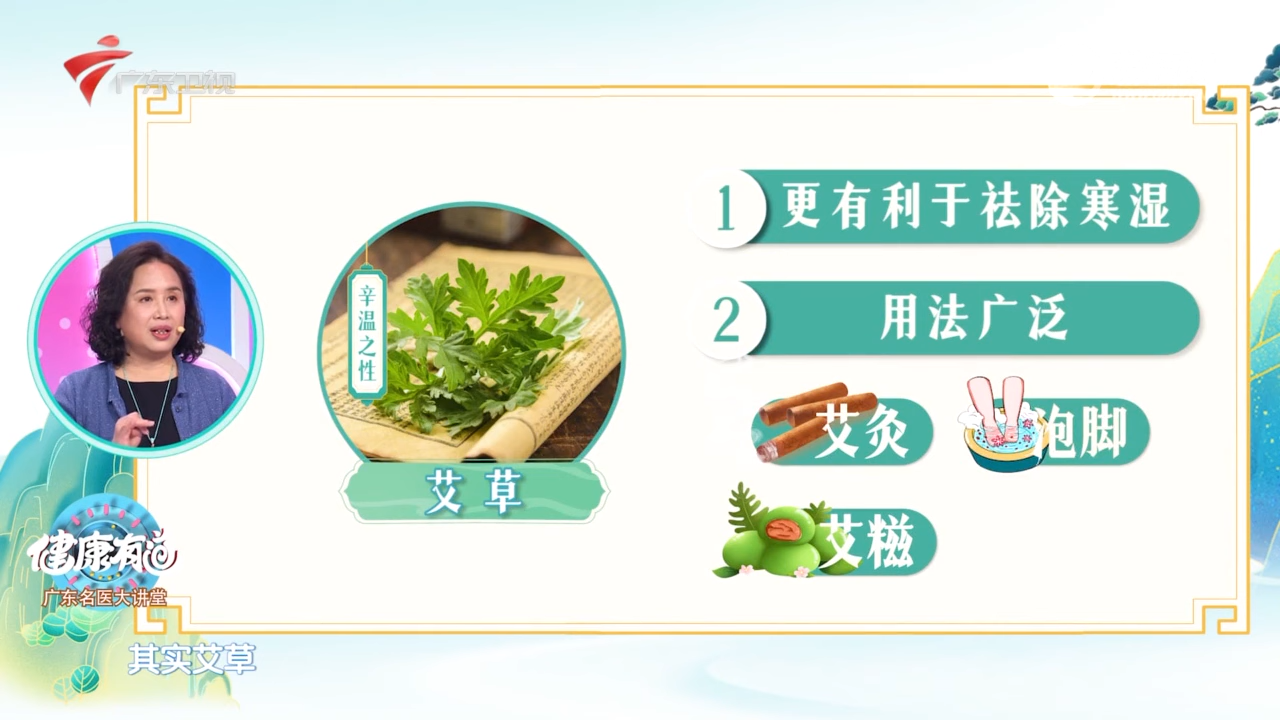 广东卫视
1 更有利于祛除寒湿
辛温之性
2 用法广泛
艾灸
泡脚
艾草
艾糍
健康有道
广东名医大讲堂
其实艾草